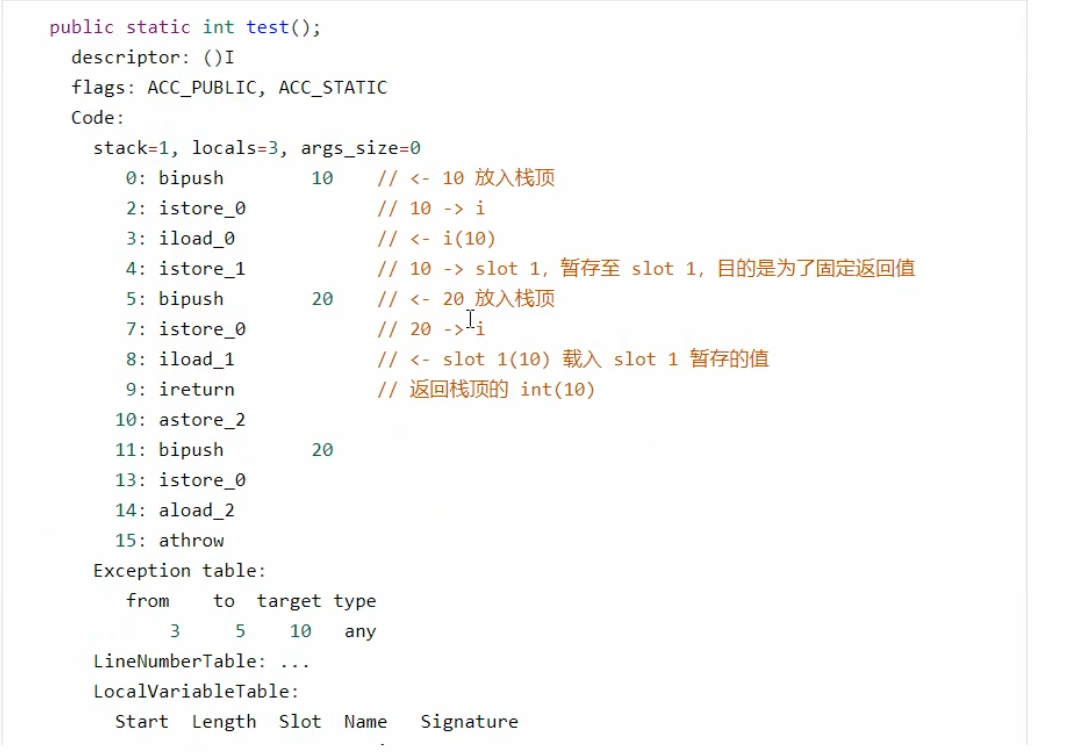 public static int test();
descriptor: ()I
flags: ACC_PUBLIC, ACC_STATIC
Code:
stack=1, locals=3, args_size=0
0: bipush 10 // <- 10 放入栈顶
2: istore_0 // 10 -> i
3: iload_0 // <- i(10)
4: istore_1 // 10 -> slot 1, 暂存至 slot 1, 目的是为了固定返回值
5: bipush 20 // <- 20 放入栈顶
7: istore_0 // 20 -> i
8: iload_1 // <- slot 1(10) 载入 slot 1 暂存的值
9: ireturn // 返回栈顶的 int(10)
10: astore_2
11: bipush 20
13: istore_0
14: aload_2
15: athrow
Exception table:
from to target type
3 5 10 any
LineNumberTable: ...
LocalVariableTable:
Start Length Slot Name Signature